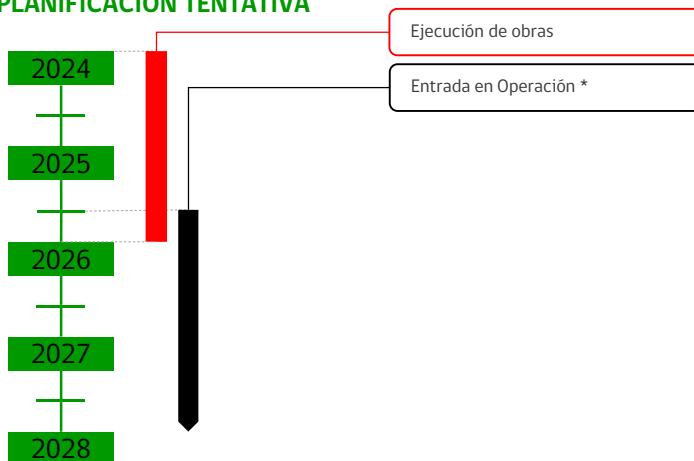 PLANIFICACIÓN TENTATIVA
Ejecución de obras
Entrada en Operación *
2024
2025
2026
2027
2028